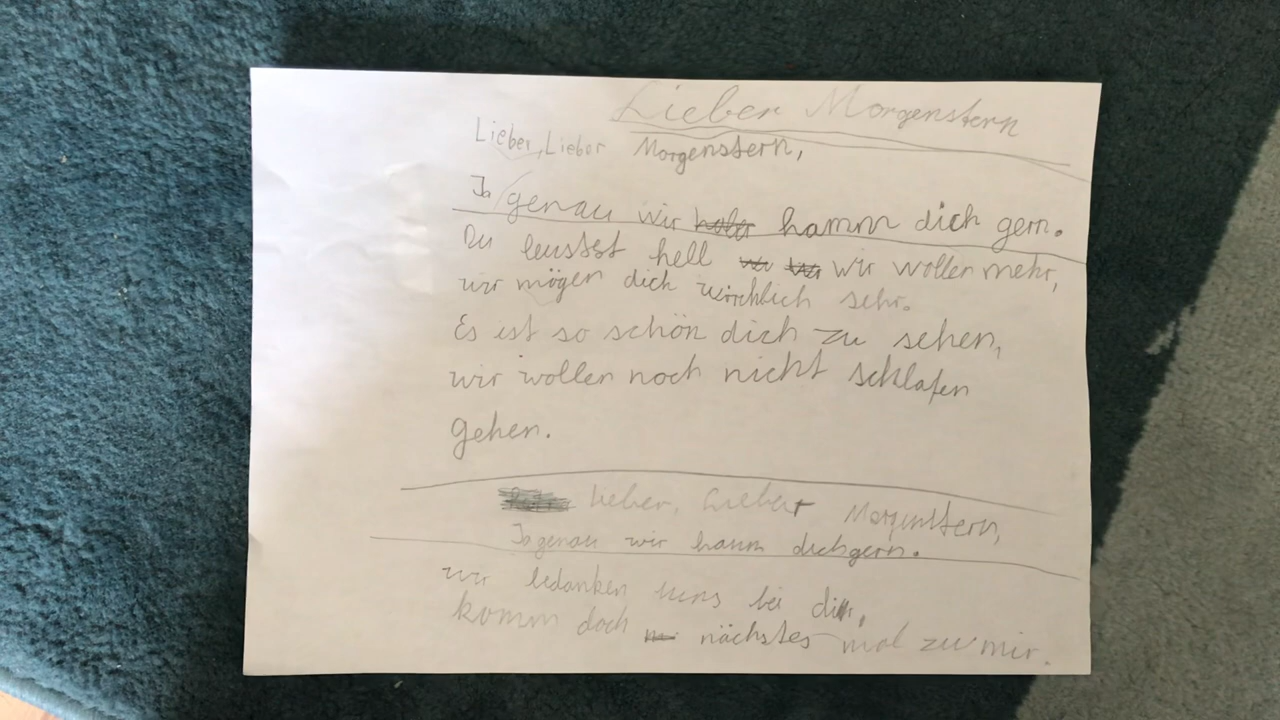 Lieber Morgenstern
Lieber, Lieber Morgenstern,
Ja genau wir hamm dich gern.
Du leustst hell wir wollen mehr,
wir mögen dich wircklich sehr.
Es ist so schön dich zu sehen,
wir wollen noch nicht schlafen
gehen.
Lieber, Lieber Morgenstern,
Ja genau wir hamm dich gern.
wir bedanken uns bei dir,
komm doch nächstes mal zu mir.